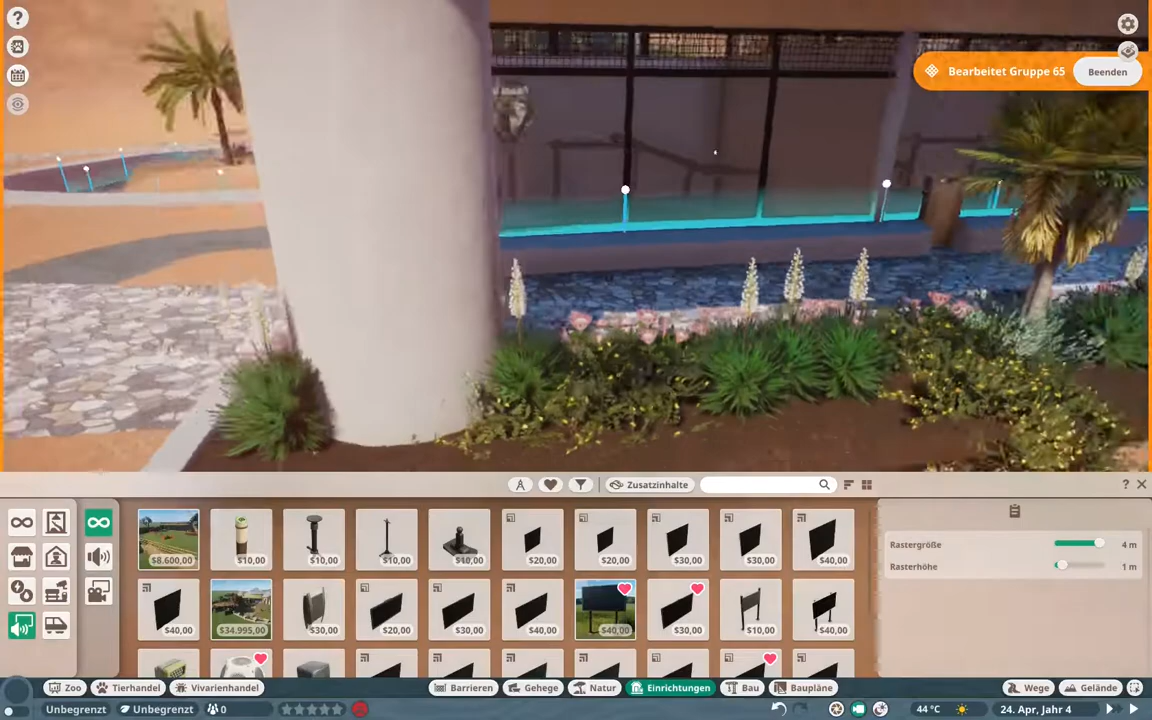 ?
Bearbeitet Gruppe 65
Beenden
Zusatzinhalte
? ×
$8.600,00 $10,00 $10,00 $10,00 $10,00 $20,00 $20,00 $30,00 $30,00 $40,00
Rastergröße 4 m
Rasterhöhe 1 m
$40,00 $34.995,00 $30,00 $20,00 $30,00 $40,00 $40,00 $30,00 $10,00 $40,00
Zoo Tierhandel Vivarienhandel Barrieren Gehege Natur Einrichtungen Bau Baupläne Wege Gelände
Unbegrenzt Unbegrenzt 0 44 °C 24. Apr, Jahr 4